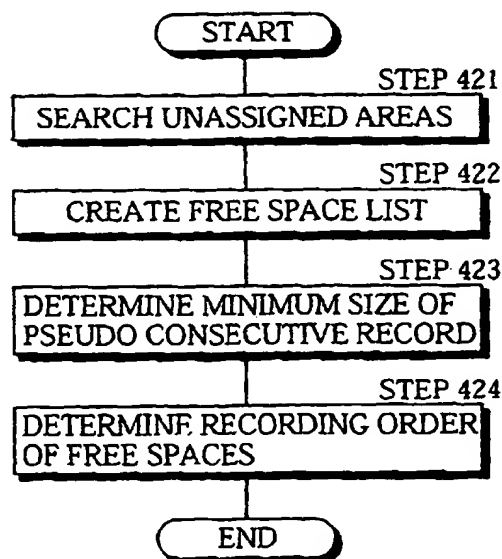 START
STEP 421
SEARCH UNASSIGNED AREAS
STEP 422
CREATE FREE SPACE LIST
STEP 423
DETERMINE MINIMUM SIZE OF
PSEUDO CONSECUTIVE RECORD
STEP 424
DETERMINE RECORDING ORDER
OF FREE SPACES
END